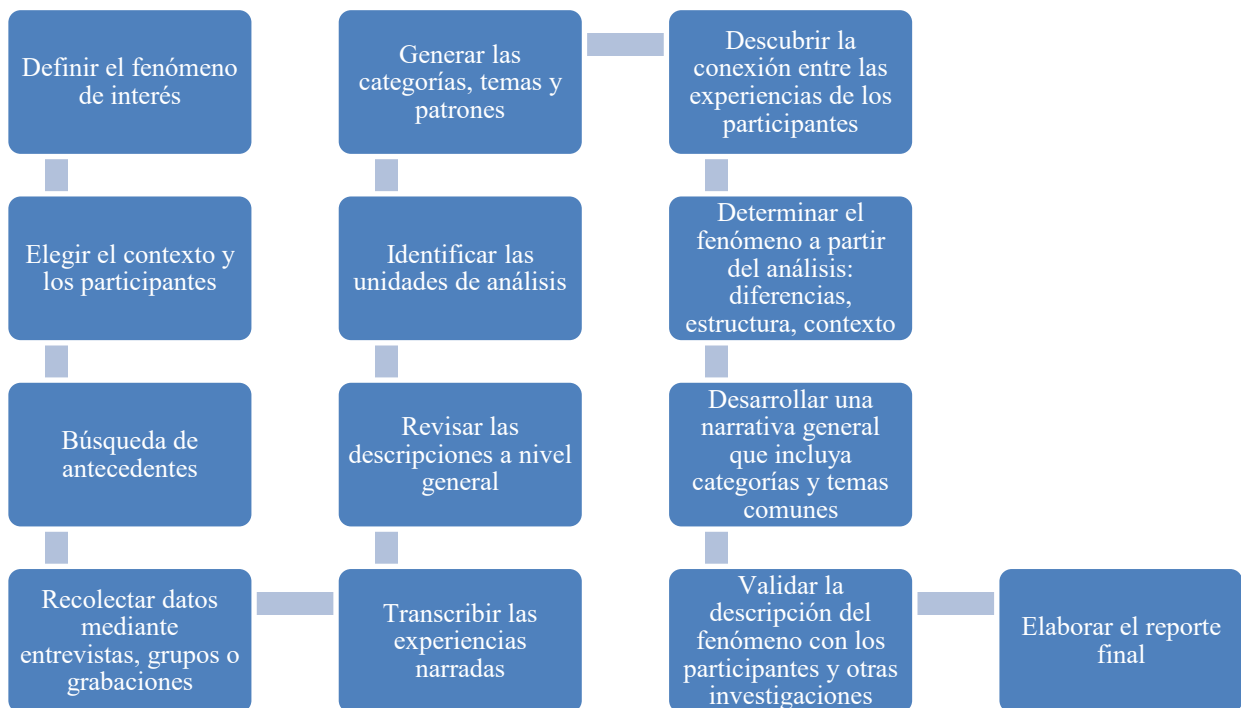 Definir el fenómeno
de interés
Elegir el contexto y
los participantes
Búsqueda de
antecedentes
Recolectar datos
mediante
entrevistas, grupos o
grabaciones
Transcribir las
experiencias
narradas
Revisar las
descripciones a nivel
general
Identificar las
unidades de análisis
Generar las
categorías, temas y
patrones
Descubrir la
conexión entre las
experiencias de los
participantes
Determinar el
fenómeno a partir
del análisis:
diferencias,
estructura, contexto
Desarrollar una
narrativa general
que incluya
categorías y temas
comunes
Validar la
descripción del
fenómeno con los
participantes y otras
investigaciones
Elaborar el reporte
final